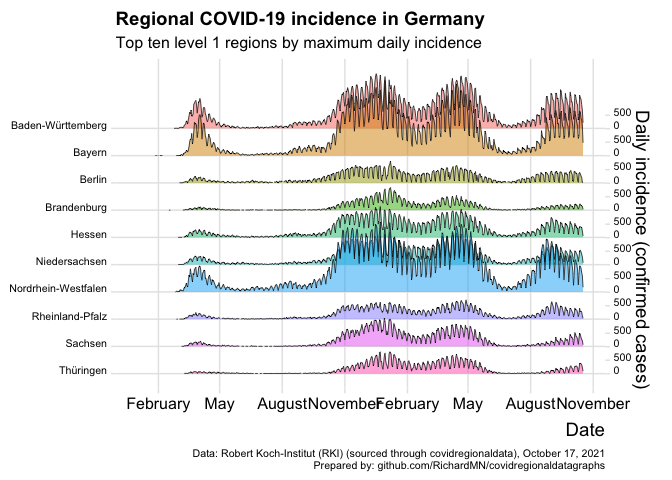 Regional COVID-19 incidence in Germany
Top ten level 1 regions by maximum daily incidence
Baden-Württemberg
Bayern
Berlin
Brandenburg
Hessen
Niedersachsen
Nordrhein-Westfalen
Rheinland-Pfalz
Sachsen
Thüringen
500
0
500
0
500
0
500
0
500
0
500
0
500
0
500
0
500
0
500
0
Daily incidence (confirmed cases)
February May August November February May August November
Date
Data: Robert Koch-Institut (RKI) (sourced through covidregionaldata), October 17, 2021
Prepared by: github.com/RichardMN/covidregionaldatagraphs